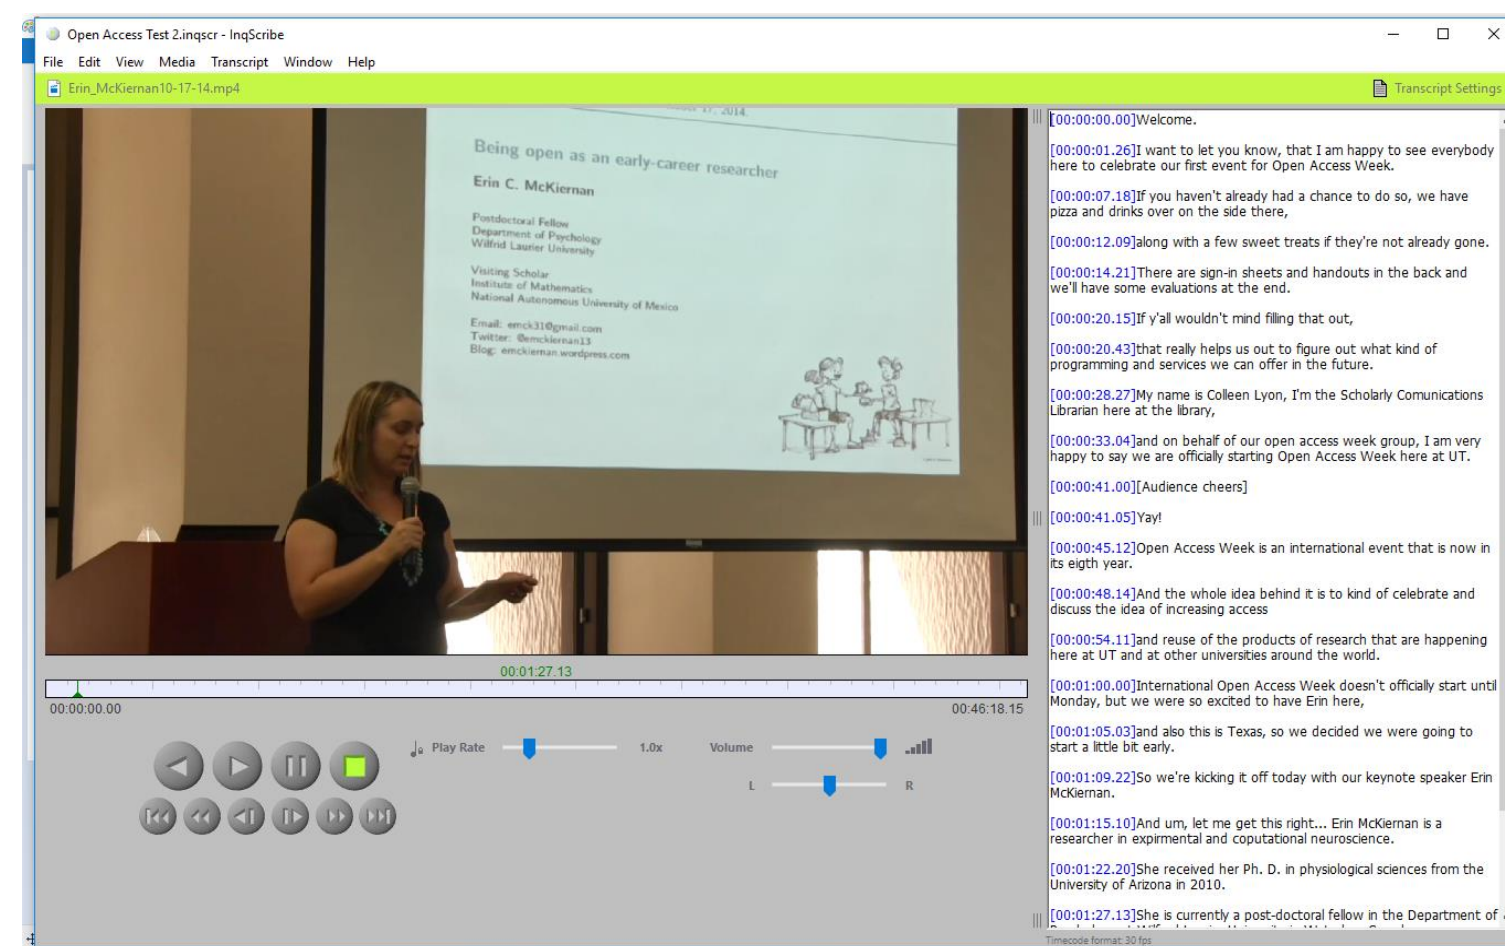 Open Access Test 2.inqscr - InqScribe
File Edit View Media Transcript Window Help
Erin_McKiernan10-17-14.mp4
Transcript Settings
17, 2014.
Being open as an early-career researcher
Erin C. McKiernan
Postdoctoral Fellow
Department of Psychology
Wilfrid Laurier University
Visiting Scholar
Institute of Mathematics
National Autonomous University of Mexico
Email: emck31@gmail.com
Twitter: @emckiernan13
Blog: emckiernan.wordpress.com
00:01:27.13
00:00:00.00
00:46:18.15
Play Rate
1.0x
Volume
L
R
[00:00:00.00]Welcome.
[00:00:01.26]I want to let you know, that I am happy to see everybody
here to celebrate our first event for Open Access Week.
[00:00:07.18]If you haven't already had a chance to do so, we have
pizza and drinks over on the side there,
[00:00:12.09]along with a few sweet treats if they're not already gone.
[00:00:14.21]There are sign-in sheets and handouts in the back and
we'll have some evaluations at the end.
[00:00:20.15]If y'all wouldn't mind filling that out,
[00:00:20.43]that really helps us out to figure out what kind of
programming and services we can offer in the future.
[00:00:28.27]My name is Colleen Lyon, I'm the Scholarly Comunications
Librarian here at the library,
[00:00:33.04]and on behalf of our open access week group, I am very
happy to say we are officially starting Open Access Week here at UT.
[00:00:41.00][Audience cheers]
[00:00:41.05]Yay!
[00:00:45.12]Open Access Week is an international event that is now in
its eigth year.
[00:00:48.14]And the whole idea behind it is to kind of celebrate and
discuss the idea of increasing access
[00:00:54.11]and reuse of the products of research that are happening
here at UT and at other universities around the world.
[00:01:00.00]International Open Access Week doesn't officially start until
Monday, but we were so excited to have Erin here,
[00:01:05.03]and also this is Texas, so we decided we were going to
start a little bit early.
[00:01:09.22]So we're kicking it off today with our keynote speaker Erin
McKiernan.
[00:01:15.10]And um, let me get this right... Erin McKiernan is a
researcher in expirmental and coputational neuroscience.
[00:01:22.20]She received her Ph. D. in physiological sciences from the
University of Arizona in 2010.
[00:01:27.13]She is currently a post-doctoral fellow in the Department of
Timecode format: 30 fps